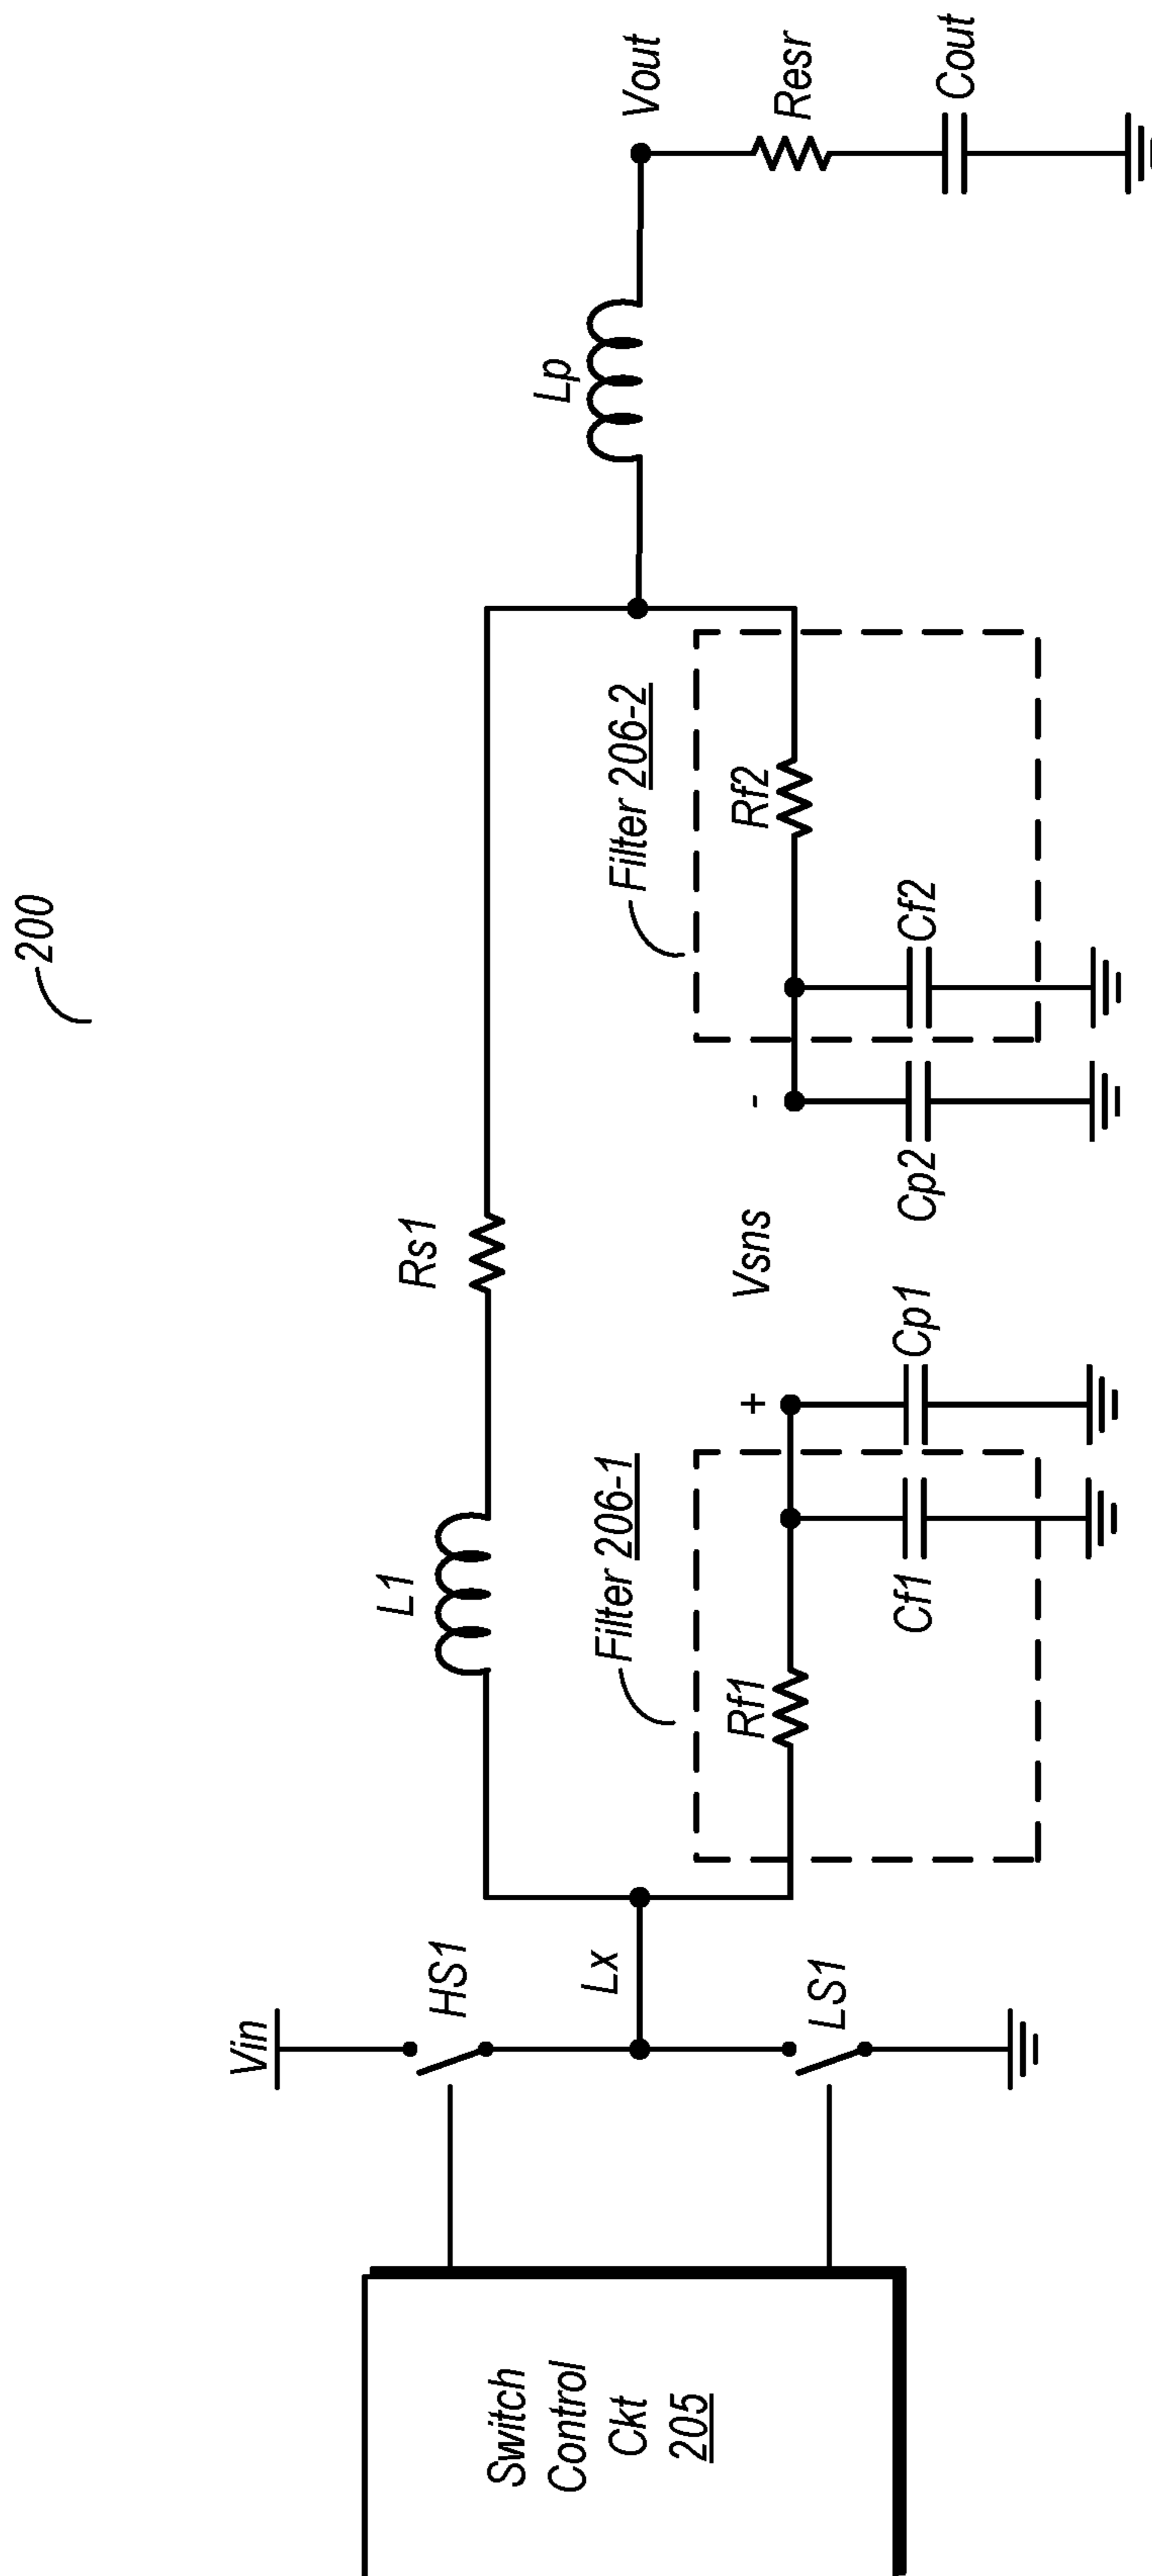 200
Switch
Control
Ckt
205
Vin
HS1
Lx
LS1
L1
Rs1
Filter 206-1
Rf1
Cf1
+
Cp1
Vsns
-
Cp2
Filter 206-2
Rf2
Cf2
Lp
Vout
Resr
Cout